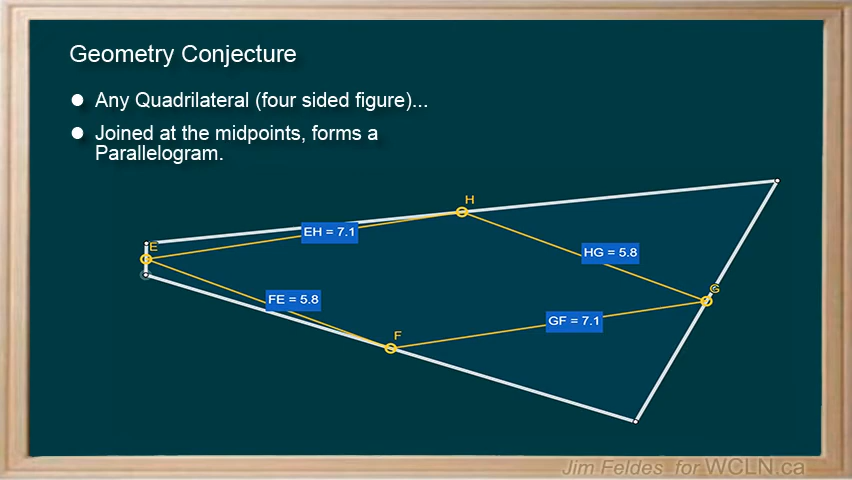 Geometry Conjecture
Any Quadrilateral (four sided figure)...
Joined at the midpoints, forms a
Parallelogram.
H
EH = 7.1
E
HG = 5.8
G
FE = 5.8
GF = 7.1
F
Jim Feldes for WCLN.ca